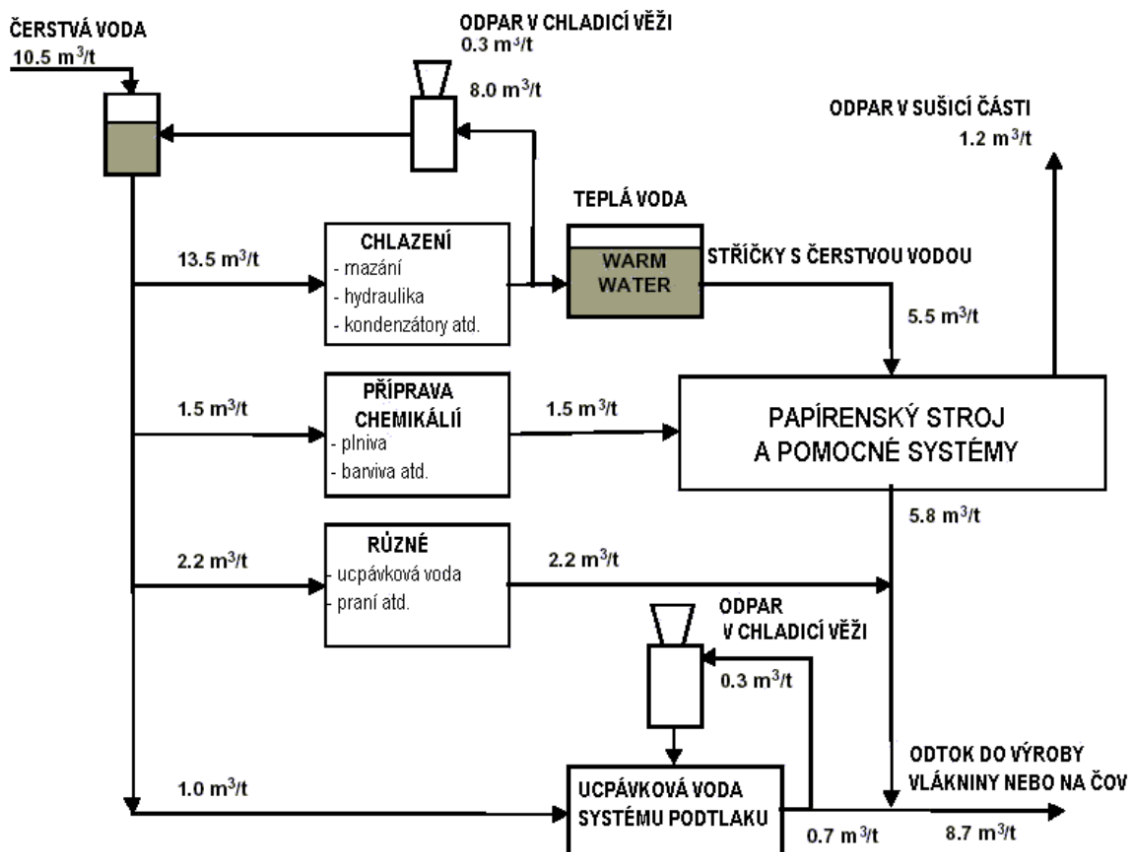 ČERSTVÁ VODA
10.5 m³/t
ODPAR V CHLADICÍ VĚŽI
0.3 m³/t
8.0 m³/t
ODPAR V SUŠICÍ ČÁSTI
1.2 m³/t
TEPLÁ VODA
WARM
WATER
STŘÍČKY S ČERSTVOU VODOU
5.5 m³/t
13.5 m³/t
CHLAZENÍ
- mazání
- hydraulika
- kondenzátory atd.
1.5 m³/t
PŘÍPRAVA
CHEMIKÁLIÍ
- plniva
- barviva atd.
1.5 m³/t
PAPÍRENSKÝ STROJ
A POMOCNÉ SYSTÉMY
5.8 m³/t
2.2 m³/t
RŮZNÉ
- ucpávková voda
- praní atd.
2.2 m³/t
ODPAR
V CHLADICÍ VĚŽI
0.3 m³/t
1.0 m³/t
UCPÁVKOVÁ VODA
SYSTÉMU PODTLAKU
0.7 m³/t
ODTOK DO VÝROBY
VLÁKNINY NEBO NA ČOV
8.7 m³/t